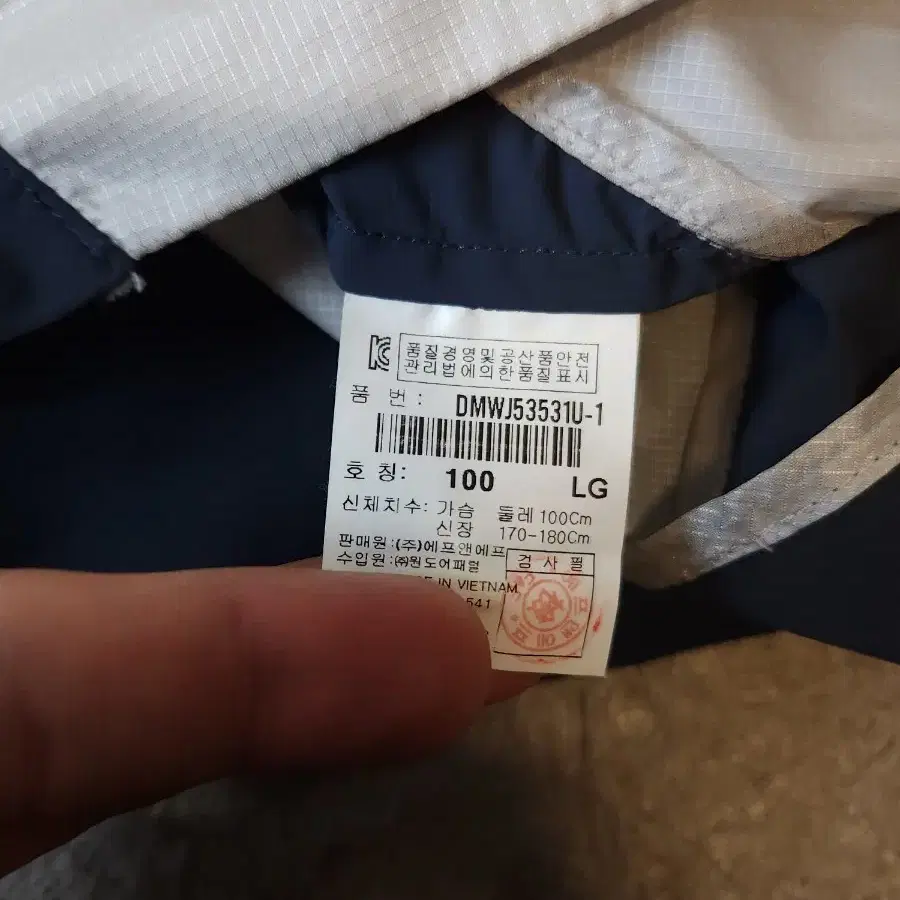 품질경영및공산품안전
관리법에의한품질표시
품 번: DMWJ53531U-1
호 칭: 100 LG
신체치수: 가슴 둘레 100Cm
신장 170-180Cm
판매원: (주)에프앤에프
수입원: ㈜원도어패럴
검사필
IN VIETNAM
541